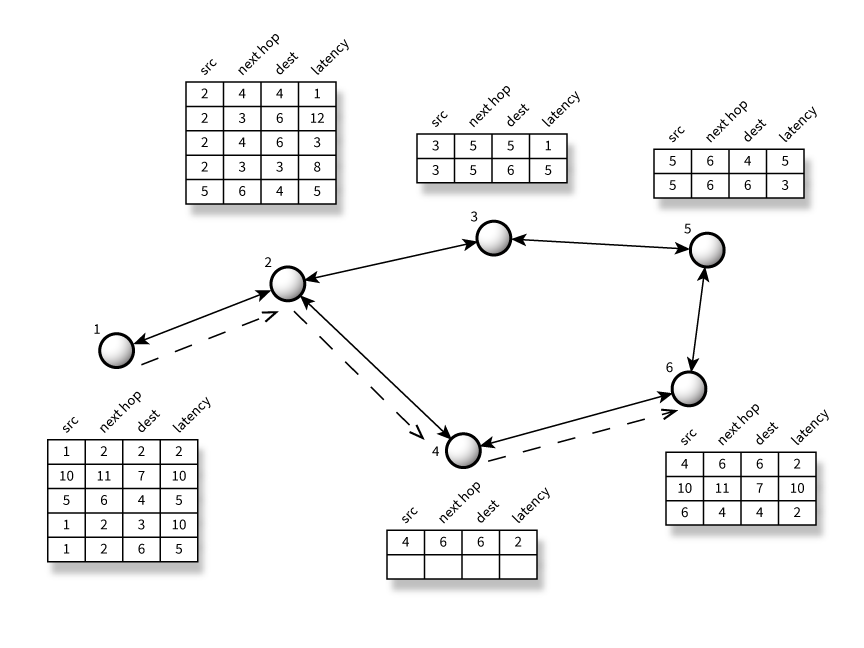 src next hop dest latency
2 4 4 1
2 3 6 12
2 4 6 3
2 3 3 8
5 6 4 5
src next hop dest latency
3 5 5 1
3 5 6 5
src next hop dest latency
5 6 4 5
5 6 6 3
3
5
2
1
6
4
src next hop dest latency
1 2 2 2
10 11 7 10
5 6 4 5
1 2 3 10
1 2 6 5
src next hop dest latency
4 6 6 2
src next hop dest latency
4 6 6 2
10 11 7 10
6 4 4 2